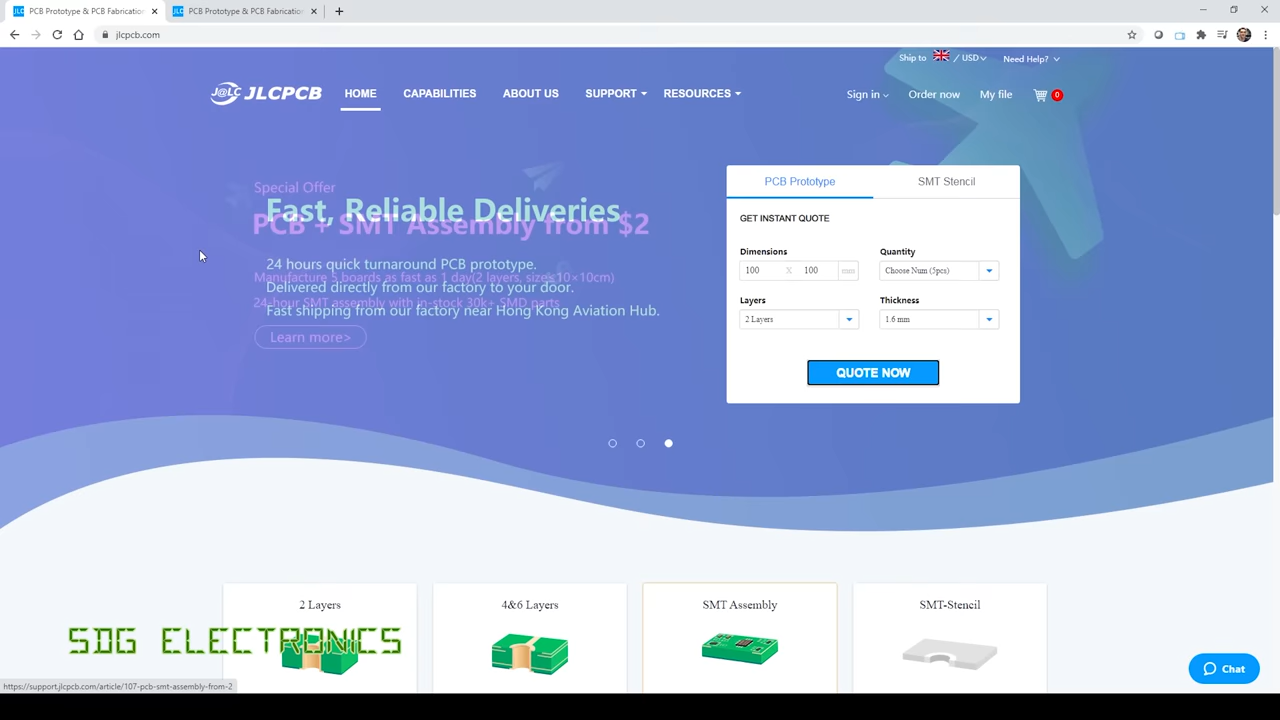 PCB Prototype & PCB Fabrication
PCB Prototype & PCB Fabrication
jlcpcb.com
Ship to / USD Need Help?
J@LC JLCPCB HOME CAPABILITIES ABOUT US SUPPORT RESOURCES Sign in Order now My file 0
Special Offer
PCB + SMT Assembly from $2
Manufacture 5 boards as fast as 1 day(2 layers, size≤10×10cm)
24-hour SMT assembly with in-stock 30k+ SMD parts
Learn more>
Fast, Reliable Deliveries
24 hours quick turnaround PCB prototype.
Delivered directly from our factory to your door.
Fast shipping from our factory near Hong Kong Aviation Hub.
PCB Prototype SMT Stencil
GET INSTANT QUOTE
Dimensions Quantity
100 X 100 mm Choose Num (5pcs)
Layers Thickness
2 Layers 1.6 mm
QUOTE NOW
2 Layers 4&6 Layers SMT Assembly SMT-Stencil
SDG ELECTRONICS
Chat
https://support.jlcpcb.com/article/107-pcb-smt-assembly-from-2